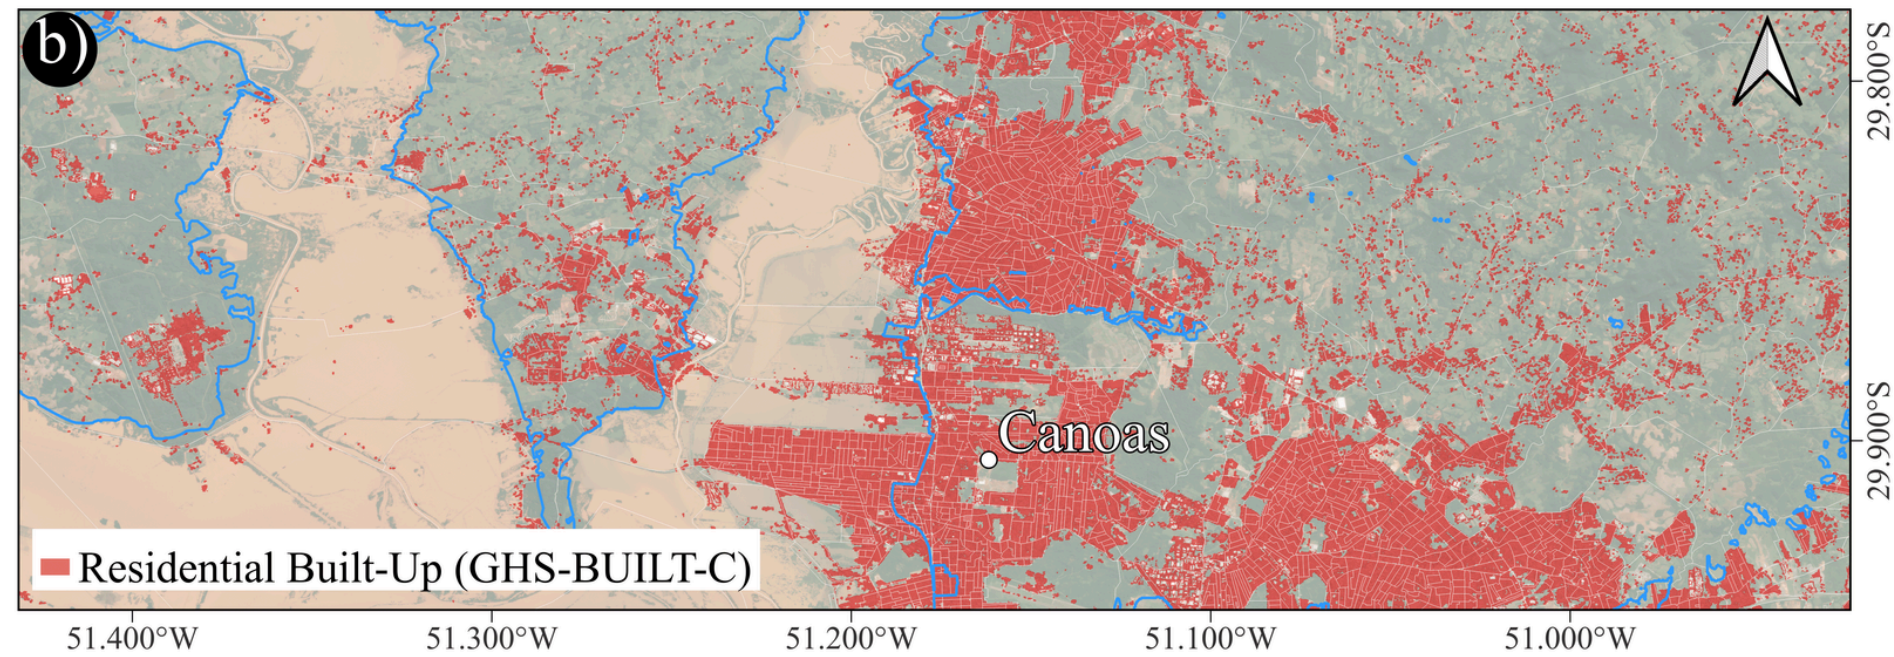 b)
29.800°S
Canoas
29.900°S
Residential Built-Up (GHS-BUILT-C)
51.400°W 51.300°W 51.200°W 51.100°W 51.000°W